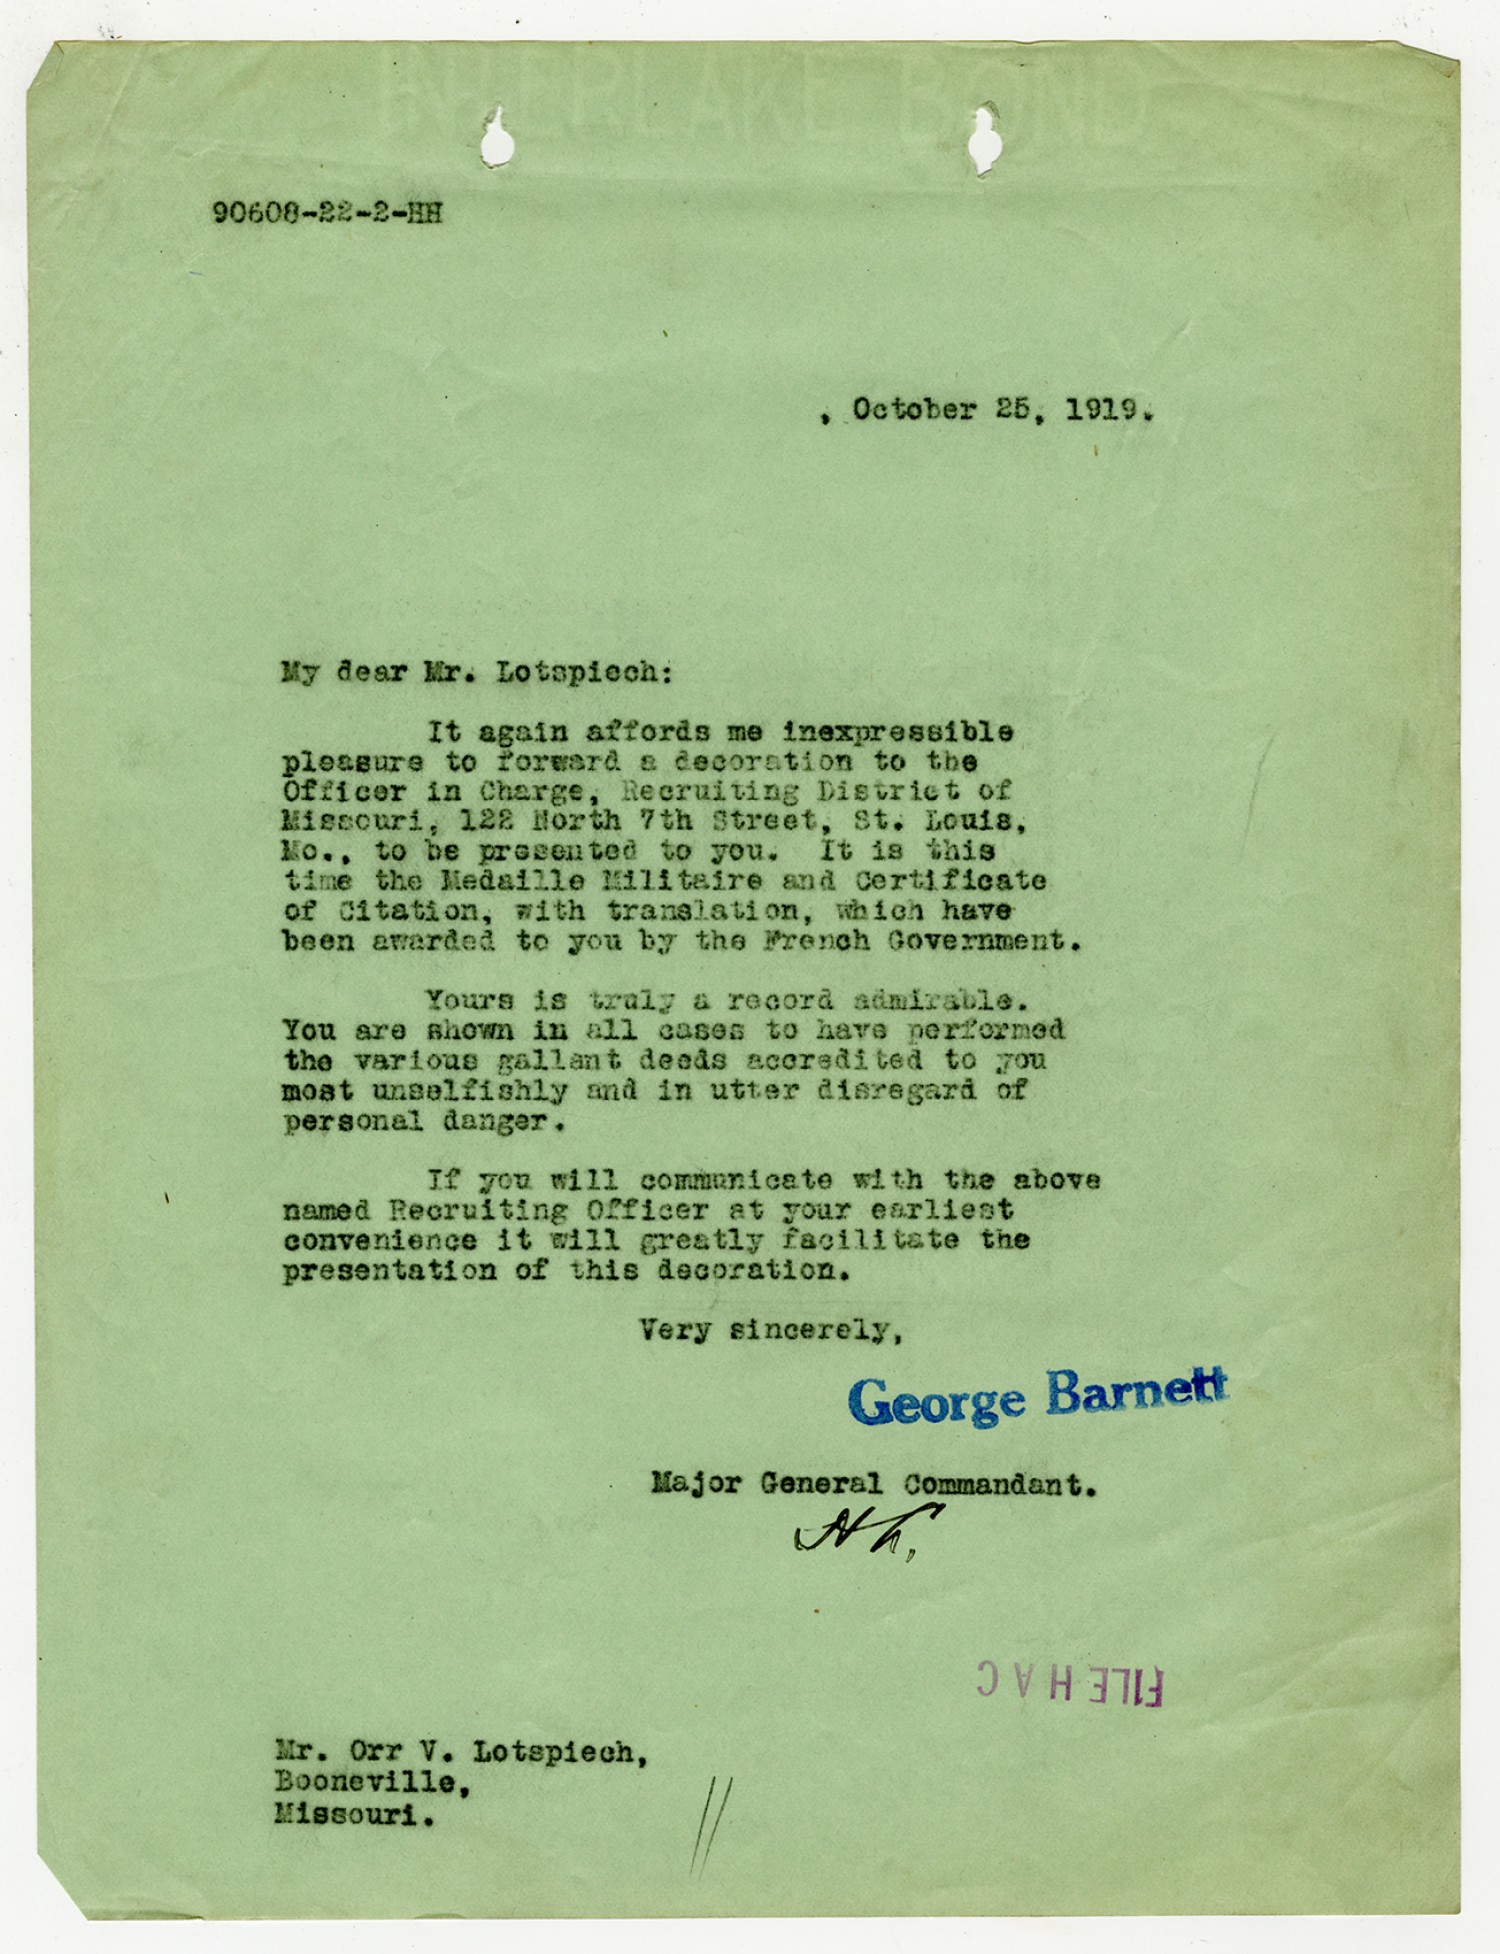 INTERLAKE BOND
90608-22-2-HH
, October 25, 1919.
My dear Mr. Lotspiech:
It again affords me inexpressible
pleasure to forward a decoration to the
Officer in Charge, Recruiting District of
Missouri, 122 North 7th Street, St. Louis,
Mo., to be presented to you. It is this
time the Medaille Militaire and Certificate
of Citation, with translation, which have
been awarded to you by the French Government.
Yours is truly a record admirable.
You are shown in all cases to have performed
the various gallant deeds accredited to you
most unselfishly and in utter disregard of
personal danger.
If you will communicate with the above
named Recruiting Officer at your earliest
convenience it will greatly facilitate the
presentation of this decoration.
Very sincerely,
George Barnett
Major General Commandant.
FILE H A C
Mr. Orr V. Lotspiech,
Booneville,
Missouri.